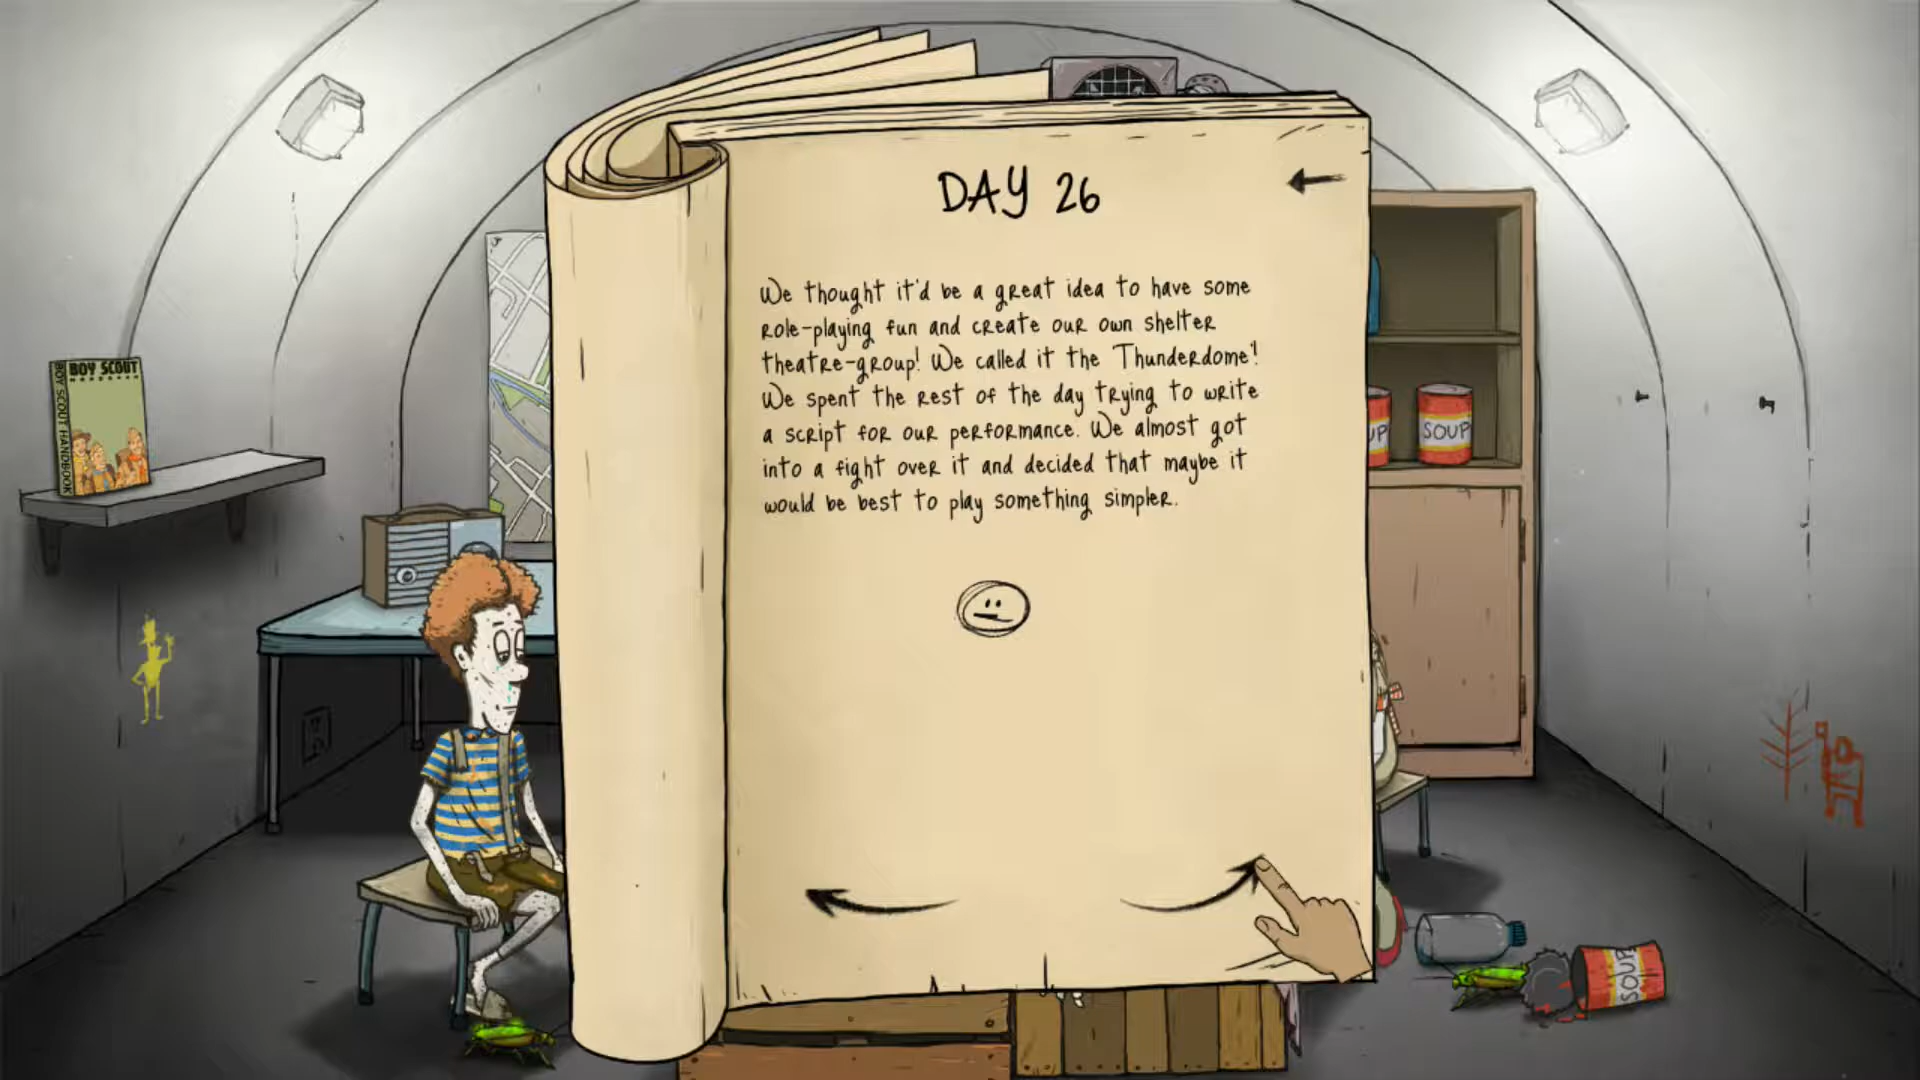 DAY 26
We thought it'd be a great idea to have some
role-playing fun and create our own shelter
theatre-group! We called it the 'Thunderdome'!
We spent the rest of the day trying to write
a script for our performance. We almost got
into a fight over it and decided that maybe it
would be best to play something simpler.
BOY SCOUT
BOY SCOUT HANDBOOK
UP
SOUP
SOUP